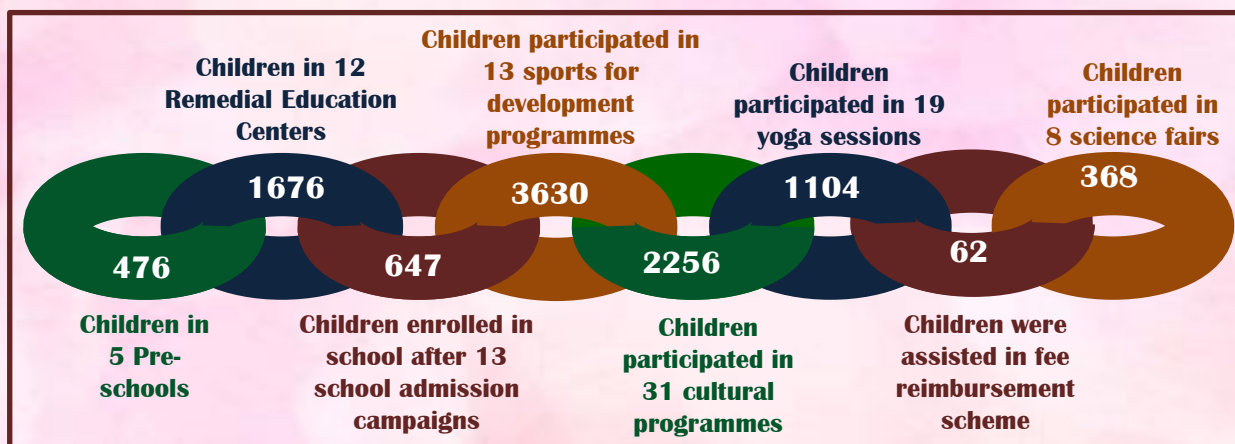 476
Children in
5 Pre-
schools
Children in 12
Remedial Education
Centers
1676
647
Children enrolled in
school after 13
school admission
campaigns
Children participated in
13 sports for
development
programmes
3630
2256
Children
participated in
31 cultural
programmes
Children
participated in 19
yoga sessions
1104
62
Children were
assisted in fee
reimbursement
scheme
Children
participated in
8 science fairs
368